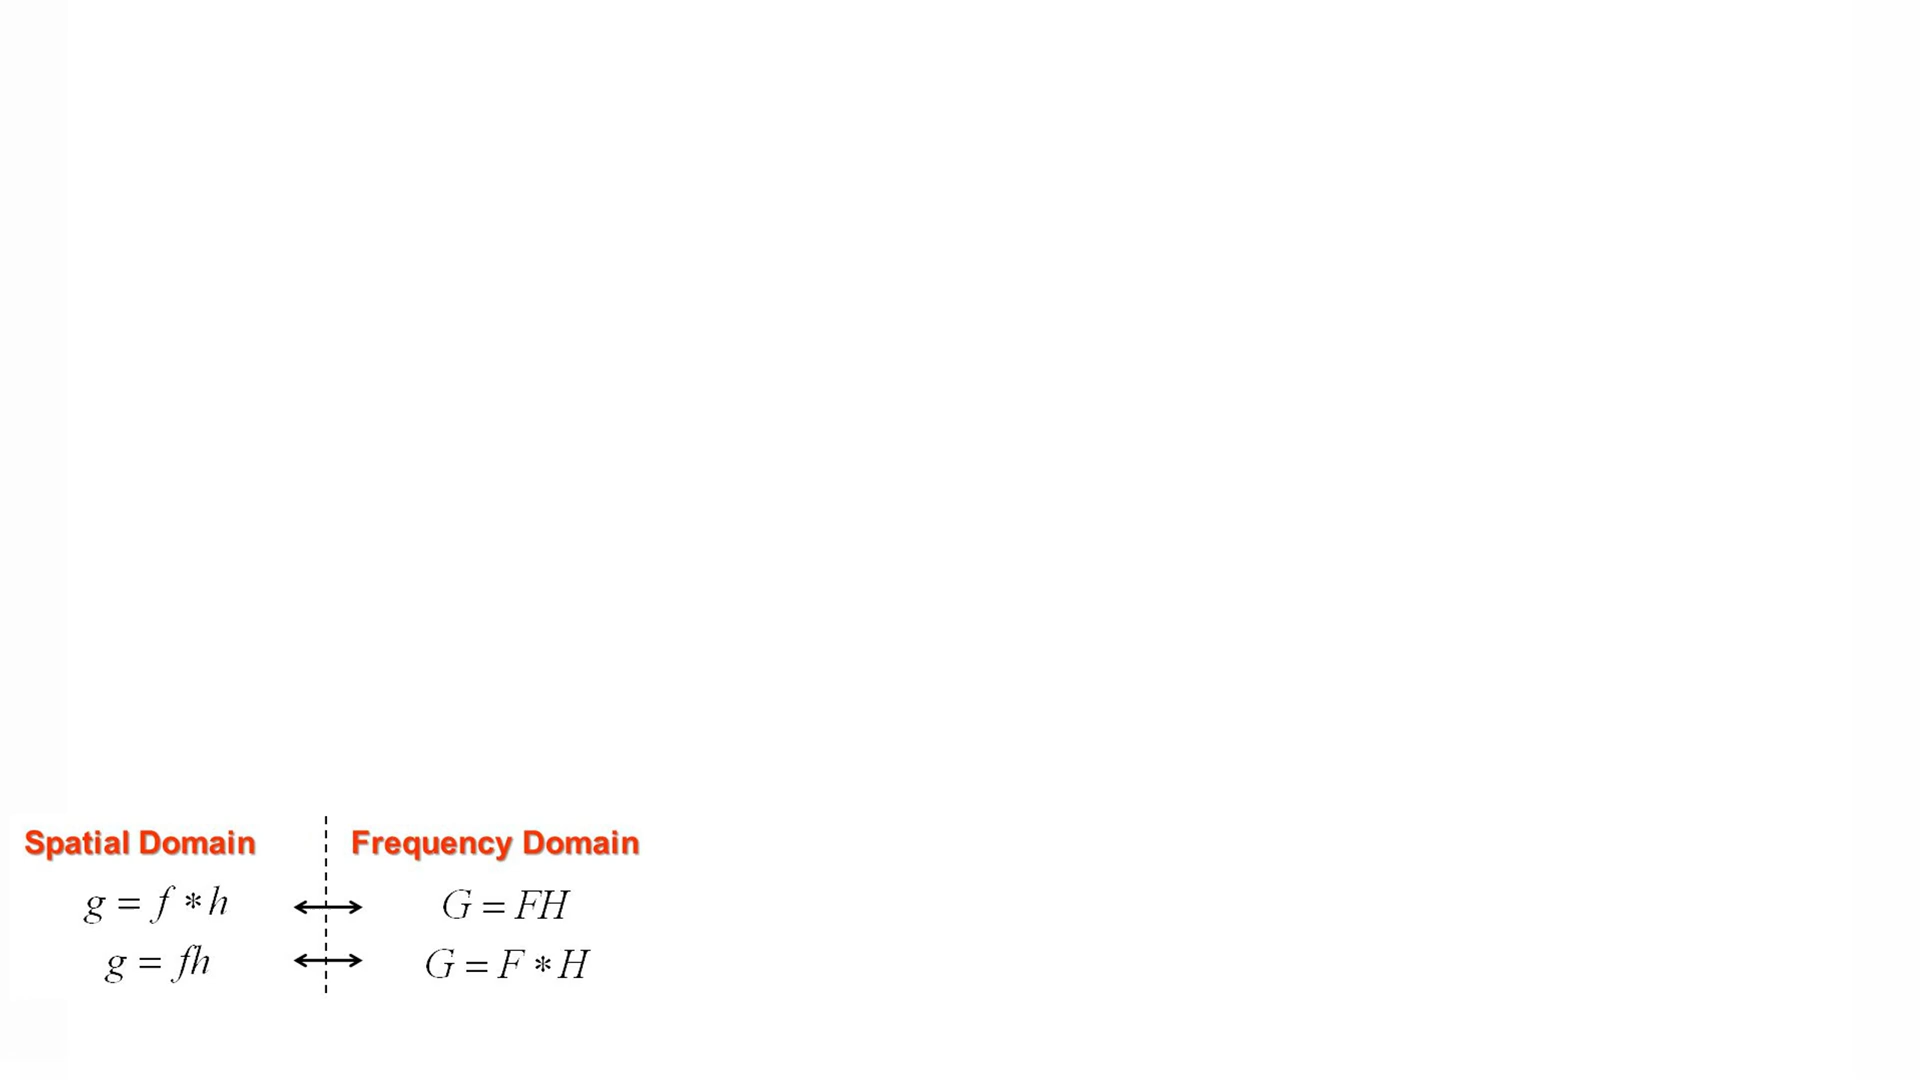 Spatial Domain Frequency Domain
g = f * h ↔ G = FH
g = fh ↔ G = F * H